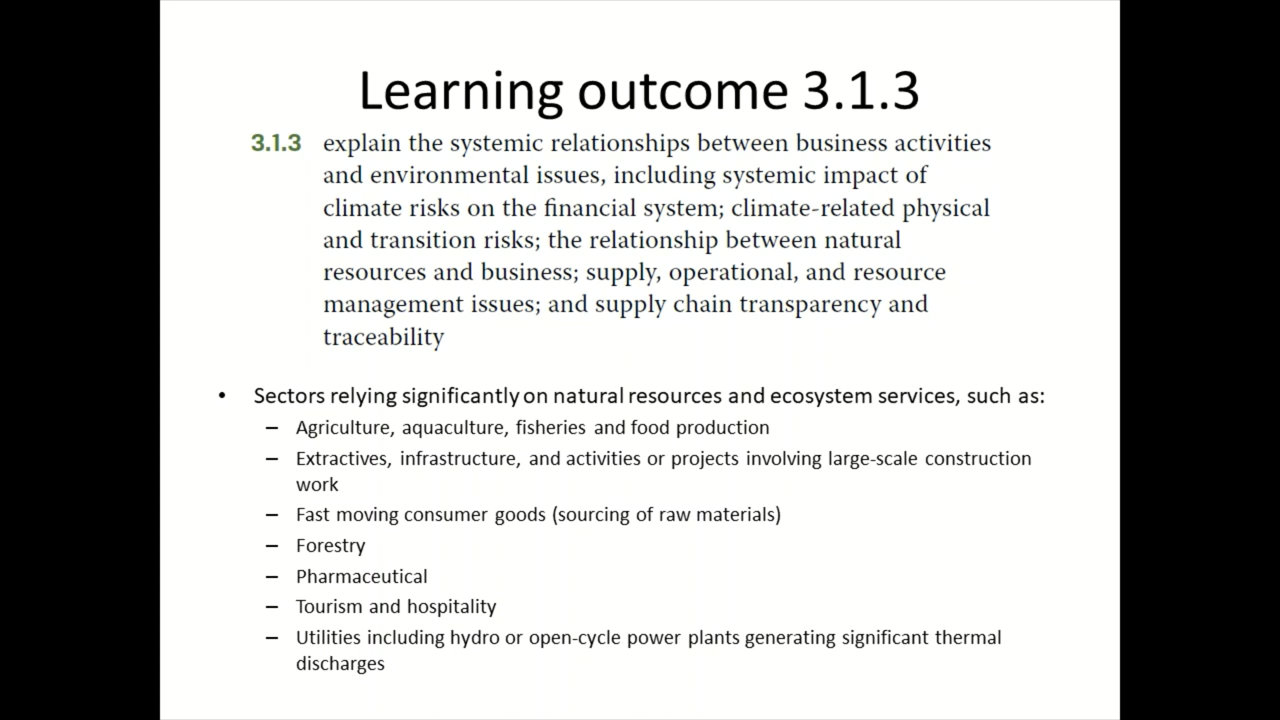 Learning outcome 3.1.3
3.1.3 explain the systemic relationships between business activities
and environmental issues, including systemic impact of
climate risks on the financial system; climate-related physical
and transition risks; the relationship between natural
resources and business; supply, operational, and resource
management issues; and supply chain transparency and
traceability
• Sectors relying significantly on natural resources and ecosystem services, such as:
– Agriculture, aquaculture, fisheries and food production
– Extractives, infrastructure, and activities or projects involving large-scale construction
work
– Fast moving consumer goods (sourcing of raw materials)
– Forestry
– Pharmaceutical
– Tourism and hospitality
– Utilities including hydro or open-cycle power plants generating significant thermal
discharges